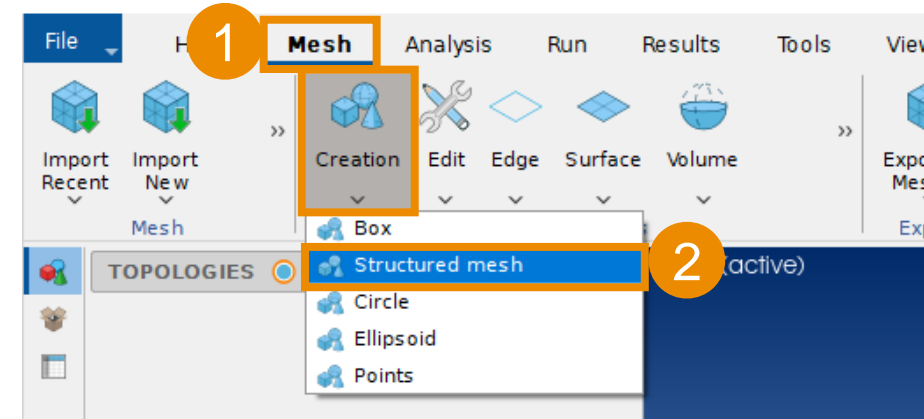 File
H
1
Mesh
Analysis
Run
Results
Tools
View
»
»
Import
Recent
Import
New
Creation
Edit
Edge
Surface
Volume
Expo
Mes
Mesh
Ex
Box
TOPOLOGIES
Structured mesh
2
(active)
Circle
Ellipsoid
Points